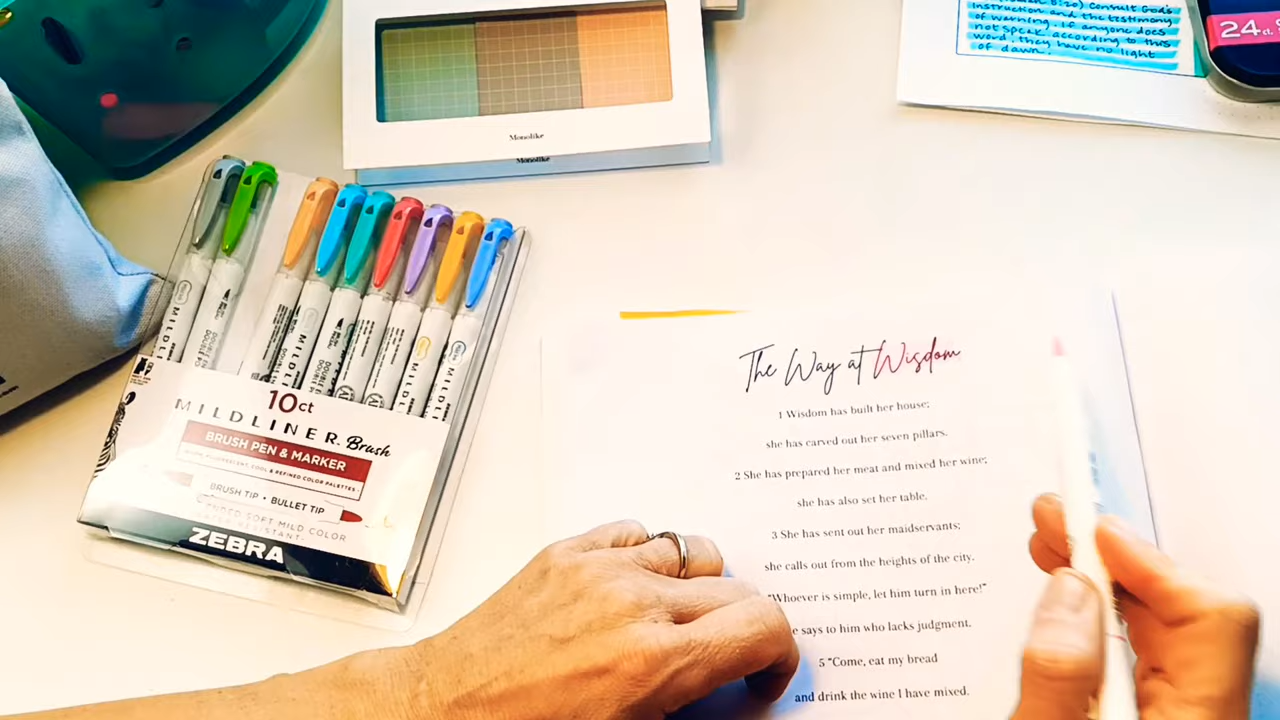 Instruction and the testimony
of warning. if anyone does
not speak according to this
word, they have no light
of dawn.
24ct.
Monolike
Monolike
10ct
MILDLINER Brush
BRUSH PEN & MARKER
BRUSH TIP • BULLET TIP
ZEBRA
The Way at Wisdom
1 Wisdom has built her house;
she has carved out her seven pillars.
2 She has prepared her meat and mixed her wine;
she has also set her table.
3 She has sent out her maidservants;
she calls out from the heights of the city.
"Whoever is simple, let him turn in here!"
e says to him who lacks judgment.
5 "Come, eat my bread
and drink the wine I have mixed.